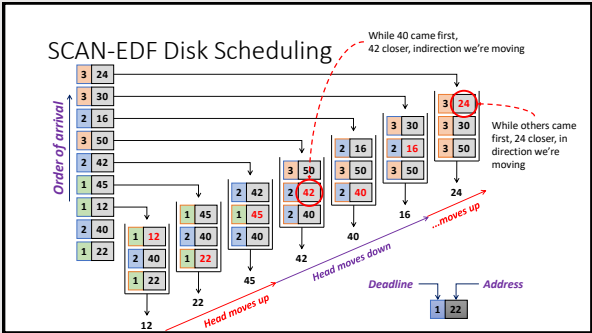 SCAN-EDF Disk Scheduling
While 40 came first,
42 closer, indirection we're moving
Order of arrival
3 24
3 30
2 16
3 50
2 42
1 45
1 12
2 40
1 22
1 12
2 40
1 22
12
1 45
2 40
1 22
22
2 42
1 45
2 40
45
3 50
2 42
2 40
42
2 16
3 50
2 40
40
3 30
2 16
3 50
16
3 24
3 30
3 50
24
While others came
first, 24 closer, in
direction we're
moving
Head moves up
Head moves down
...moves up
Deadline
Address
1 22